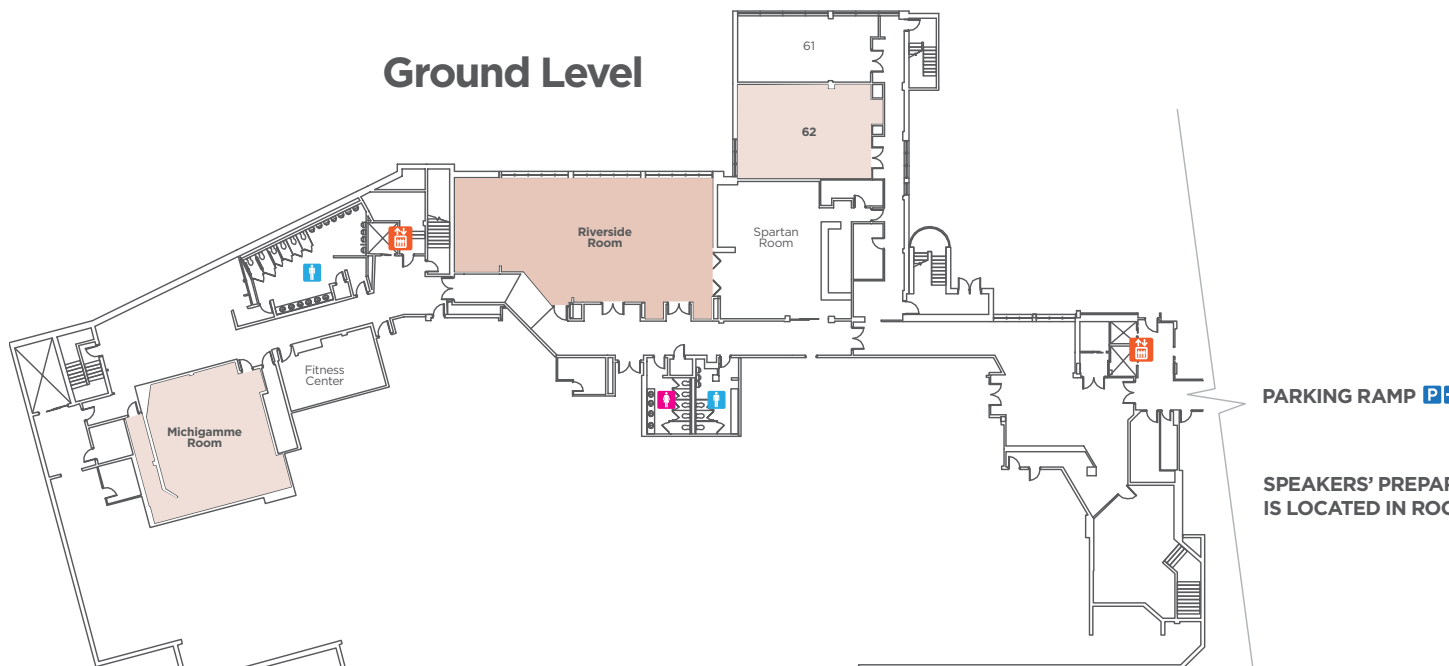 Ground Level
61
62
Riverside
Room
Spartan
Room
Fitness
Center
Michigamme
Room
PARKING RAMP P
SPEAKERS’ PREPAR
IS LOCATED IN ROO